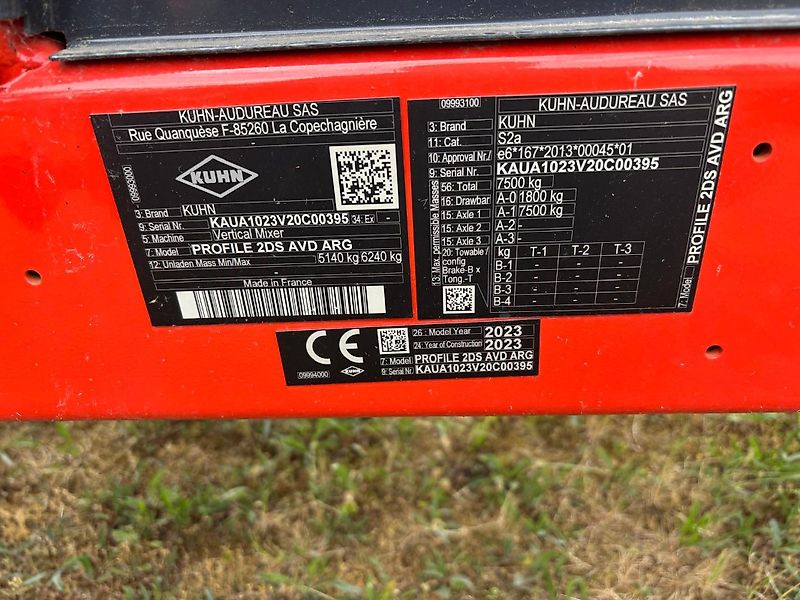 KUHN-AUDUREAU SAS
Rue Quanquèse F-85260 La Copechagnière
09993000
KUHN
3: Brand KUHN
9: Serial Nr. KAUA1023V20C00395 34: Ex -
5: Machine Vertical Mixer
7: Model PROFILE 2DS AVD ARG
12: Unladen Mass Min/Max 5140 kg 6240 kg
Made in France
09993100 KUHN-AUDUREAU SAS
3: Brand KUHN
11: Cat. S2a
10: Approval Nr./ e6*167*2013*00045*01
9: Serial Nr. KAUA1023V20C00395
13: Max. permissible Masses
56: Total 7500 kg
16: Drawbar A-0 1800 kg
15: Axle 1 A-1 7500 kg
15: Axle 2 A-2 -
15: Axle 3 A-3 -
20: Towable / config Brake-B x Tong.-T
kg T-1 T-2 T-3
B-1 - - -
B-2 - - -
B-3 - - -
B-4 - - -
7: Model PROFILE 2DS AVD ARG
CE
09994000
KUHN
26: Model Year 2023
24: Year of Construction 2023
7: Model PROFILE 2DS AVD ARG
9: Serial Nr. KAUA1023V20C00395